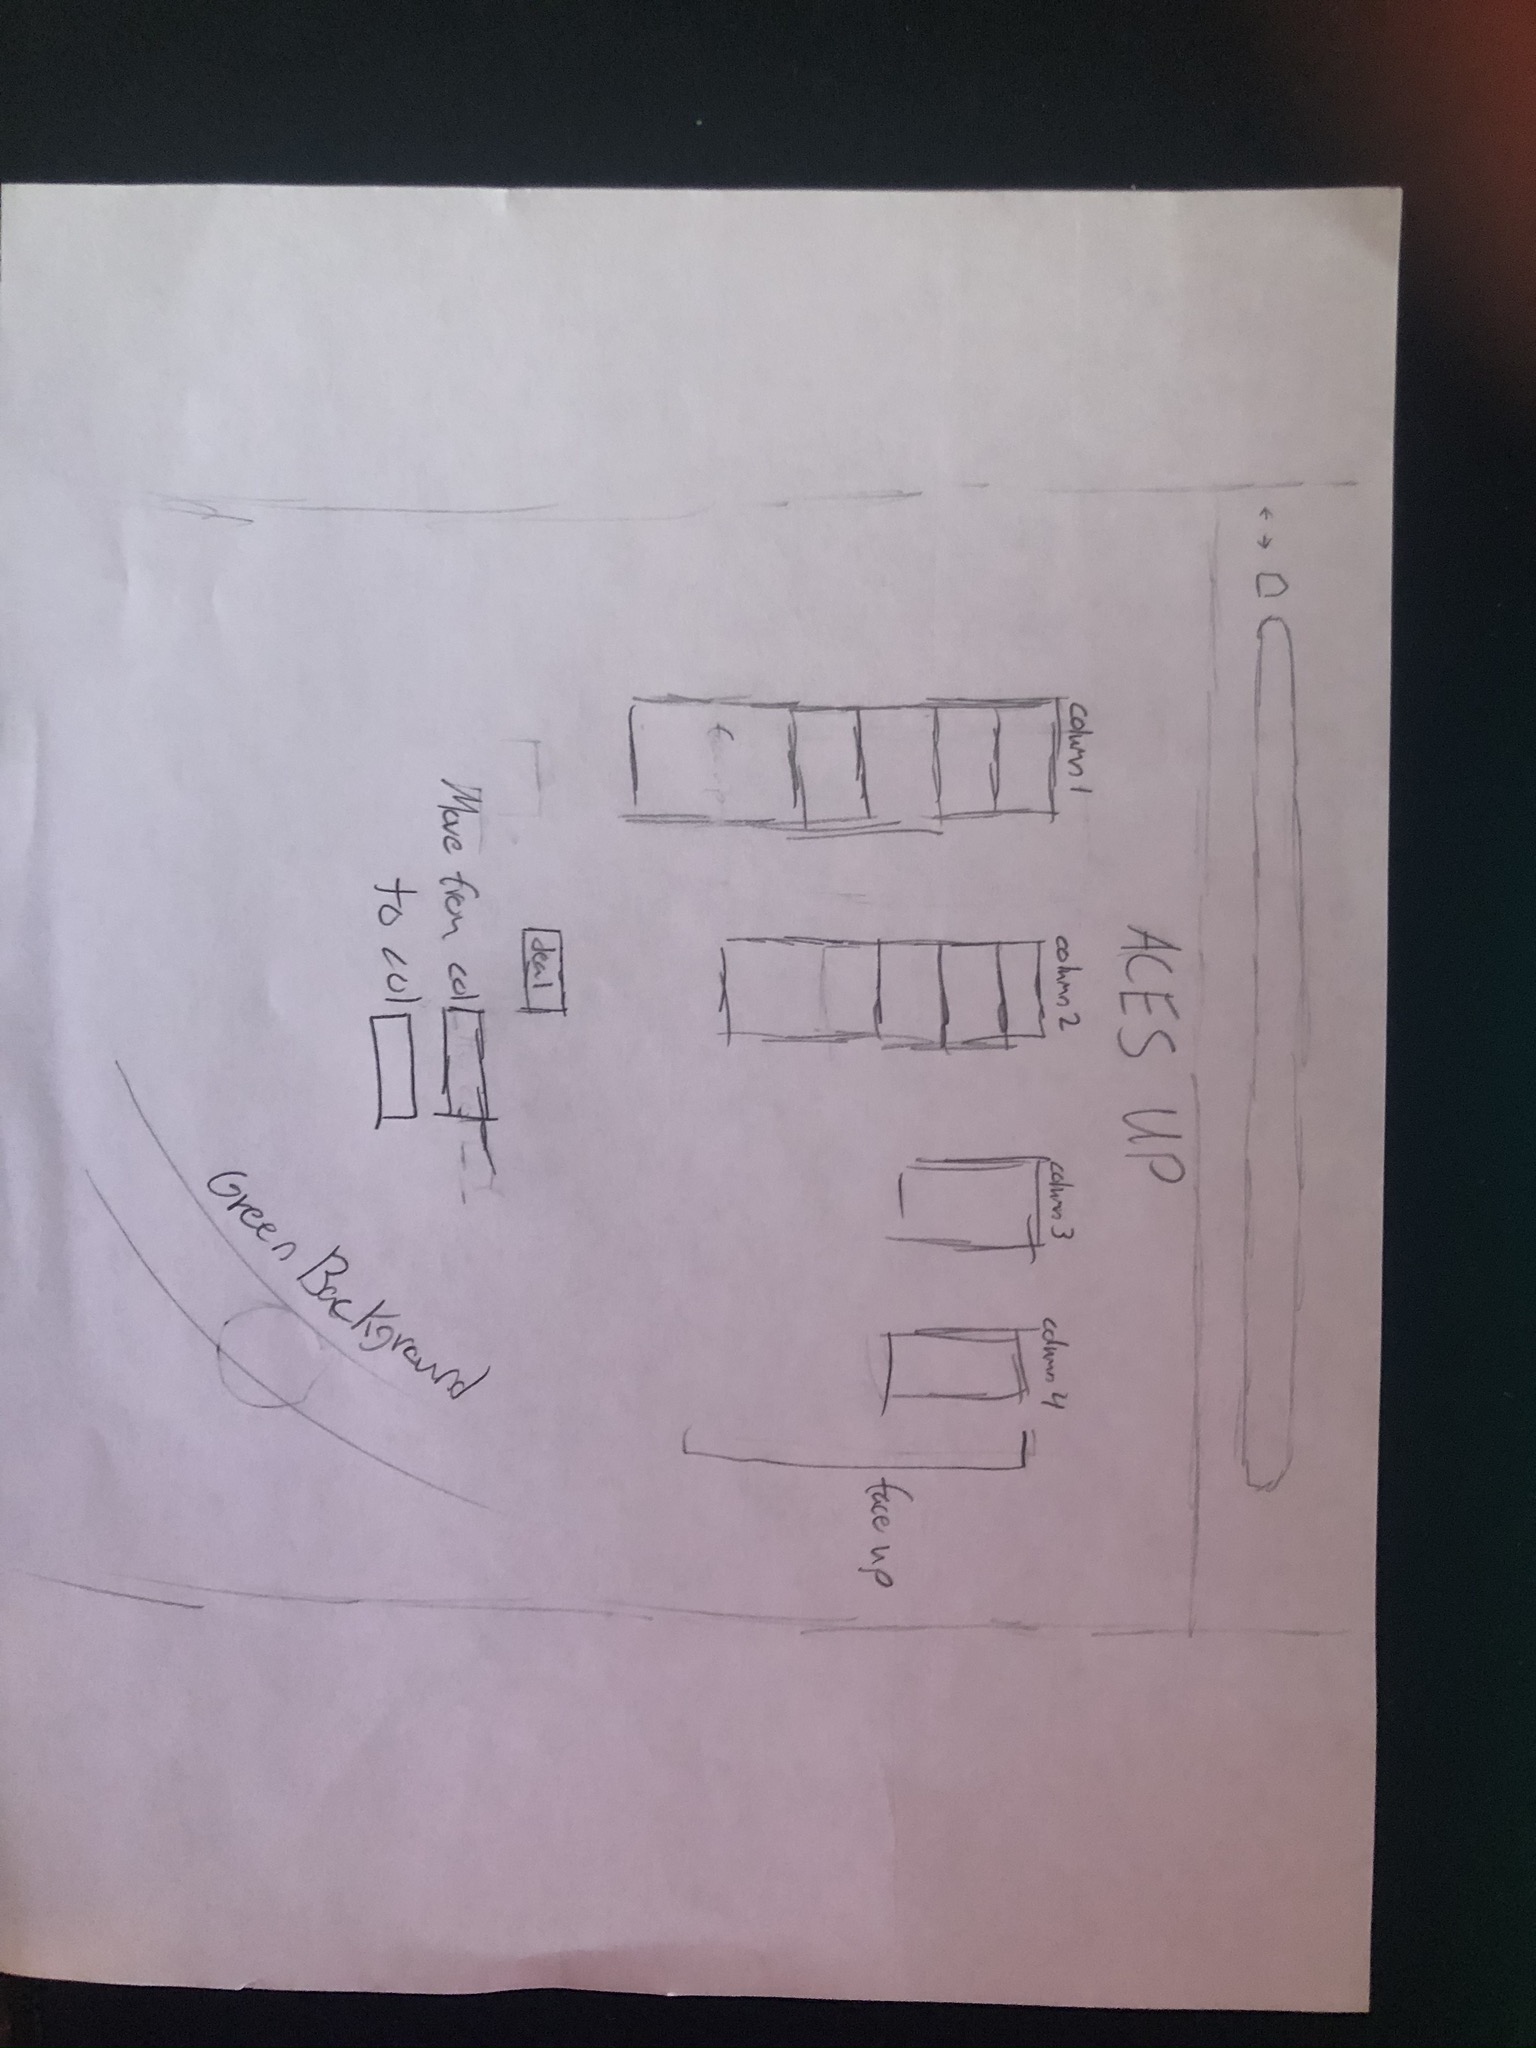 ACES UP
column 1
column 2
column 3
column 4
face up
deal
Move from col
to col
Green Background